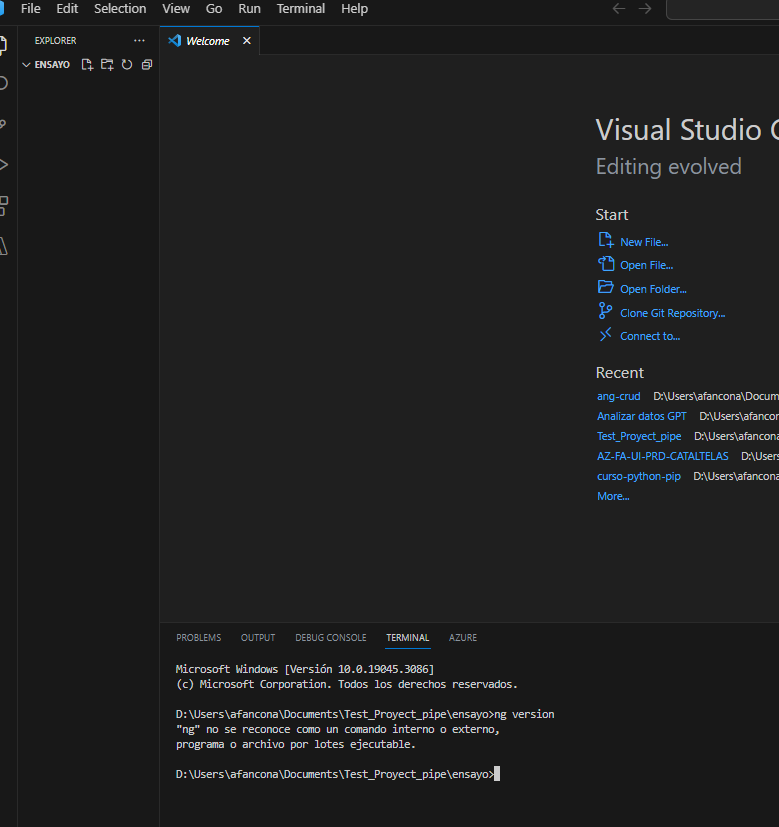 File Edit Selection View Go Run Terminal Help
EXPLORER
ENSAYO
Welcome
Visual Studio
Editing evolved
Start
New File...
Open File...
Open Folder...
Clone Git Repository...
Connect to...
Recent
ang-crud D:\Users\afancona\Docum
Analizar datos GPT D:\Users\afancon
Test_Proyect_pipe D:\Users\afancona
AZ-FA-UI-PRD-CATALTELAS D:\Users
curso-python-pip D:\Users\afancona
More...
PROBLEMS OUTPUT DEBUG CONSOLE TERMINAL AZURE
Microsoft Windows [Versión 10.0.19045.3086]
(c) Microsoft Corporation. Todos los derechos reservados.
D:\Users\afancona\Documents\Test_Proyect_pipe\ensayo>ng version
"ng" no se reconoce como un comando interno o externo,
programa o archivo por lotes ejecutable.
D:\Users\afancona\Documents\Test_Proyect_pipe\ensayo>